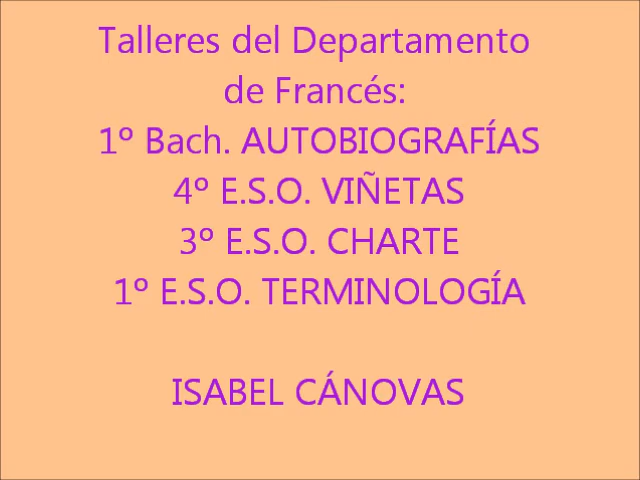 Talleres del Departamento
de Francés:
1º Bach. AUTOBIOGRAFÍAS
4º E.S.O. VIÑETAS
3º E.S.O. CHARTE
1º E.S.O. TERMINOLOGÍA
ISABEL CÁNOVAS